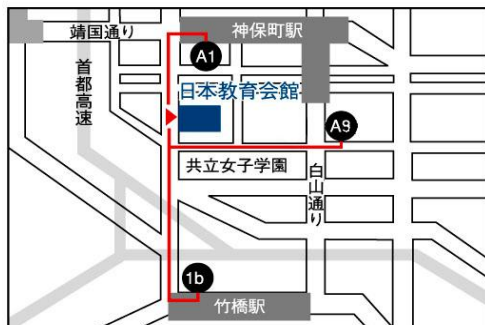 靖国通り
神保町駅
A1
首都高速
日本教育会館
A9
共立女子学園
白山通り
1b
竹橋駅